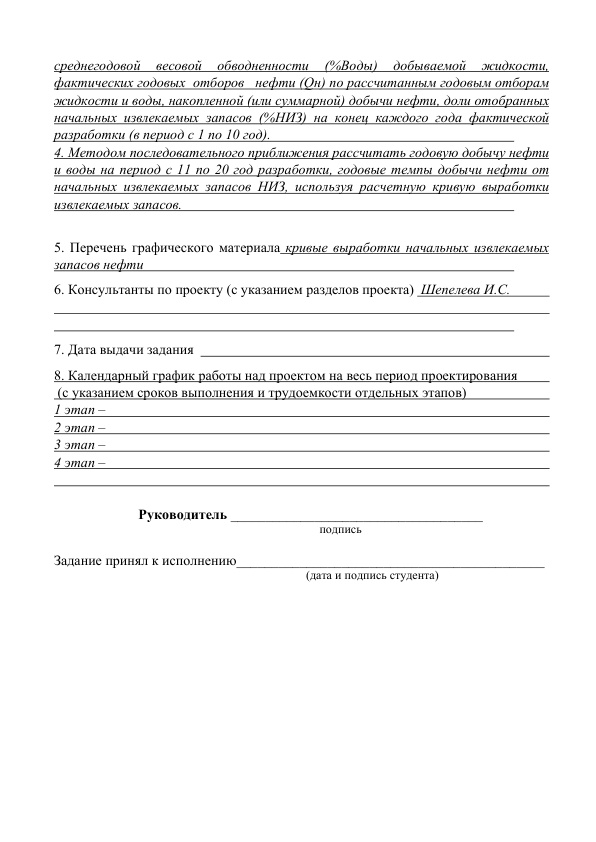 среднегодовой весовой обводненности (%Воды) добываемой жидкости,
фактических годовых отборов нефти (Qн) по рассчитанным годовым отборам
жидкости и воды, накопленной (или суммарной) добычи нефти, доли отобранных
начальных извлекаемых запасов (%НИЗ) на конец каждого года фактической
разработки (в период с 1 по 10 год).
4. Методом последовательного приближения рассчитать годовую добычу нефти
и воды на период с 11 по 20 год разработки, годовые темпы добычи нефти от
начальных извлекаемых запасов НИЗ, используя расчетную кривую выработки
извлекаемых запасов.
5. Перечень графического материала кривые выработки начальных извлекаемых
запасов нефти
6. Консультанты по проекту (с указанием разделов проекта) Шепелева И.С.
7. Дата выдачи задания
8. Календарный график работы над проектом на весь период проектирования
(с указанием сроков выполнения и трудоемкости отдельных этапов)
1 этап –
2 этап –
3 этап –
4 этап –
Руководитель ____________________________________
подпись
Задание принял к исполнению____________________________________________
(дата и подпись студента)